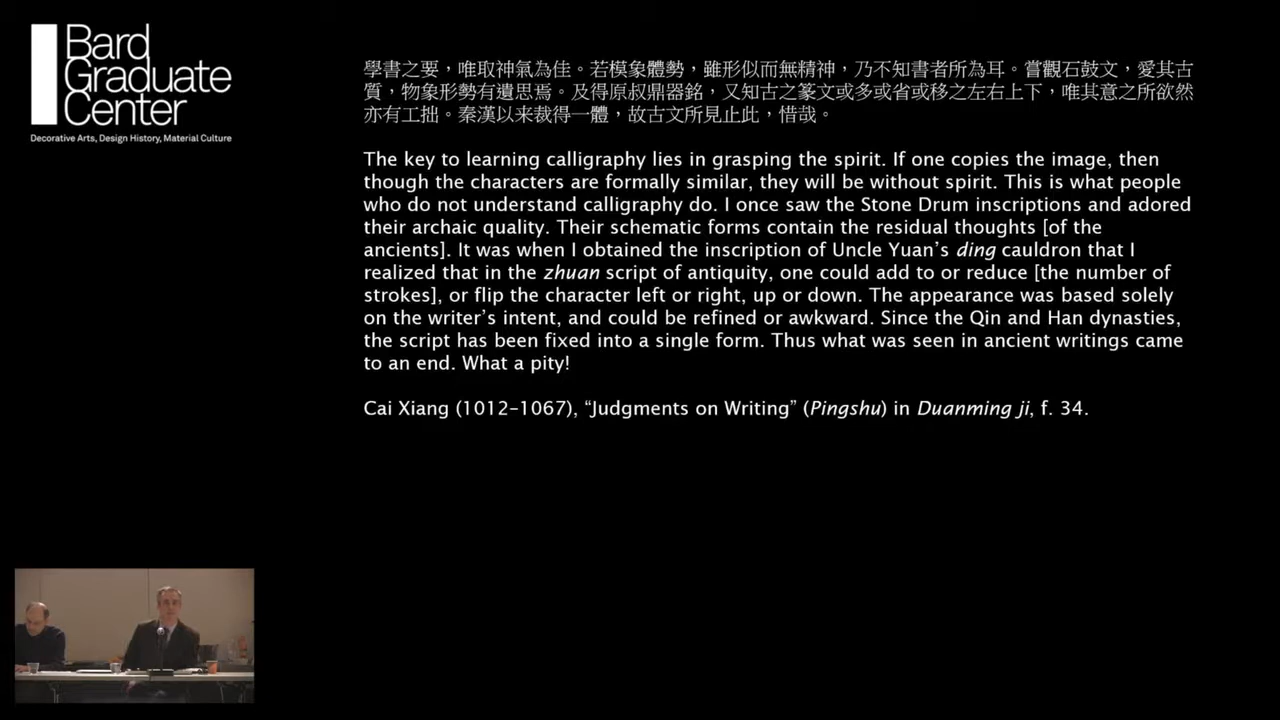 Bard
Graduate
Center
Decorative Arts, Design History, Material Culture
學書之要，唯取神氣為佳。若模象體勢，雖形似而無精神，乃不知書者所為耳。嘗觀石鼓文，愛其古
質，物象形勢有遺思焉。及得原叔鼎器銘，又知古之篆文或多或省或移之左右上下，唯其意之所欲然
亦有工拙。秦漢以来裁得一體，故古文所見止此，惜哉。
The key to learning calligraphy lies in grasping the spirit. If one copies the image, then
though the characters are formally similar, they will be without spirit. This is what people
who do not understand calligraphy do. I once saw the Stone Drum inscriptions and adored
their archaic quality. Their schematic forms contain the residual thoughts [of the
ancients]. It was when I obtained the inscription of Uncle Yuan’s ding cauldron that I
realized that in the zhuan script of antiquity, one could add to or reduce [the number of
strokes], or flip the character left or right, up or down. The appearance was based solely
on the writer’s intent, and could be refined or awkward. Since the Qin and Han dynasties,
the script has been fixed into a single form. Thus what was seen in ancient writings came
to an end. What a pity!
Cai Xiang (1012–1067), “Judgments on Writing” (Pingshu) in Duanming ji, f. 34.